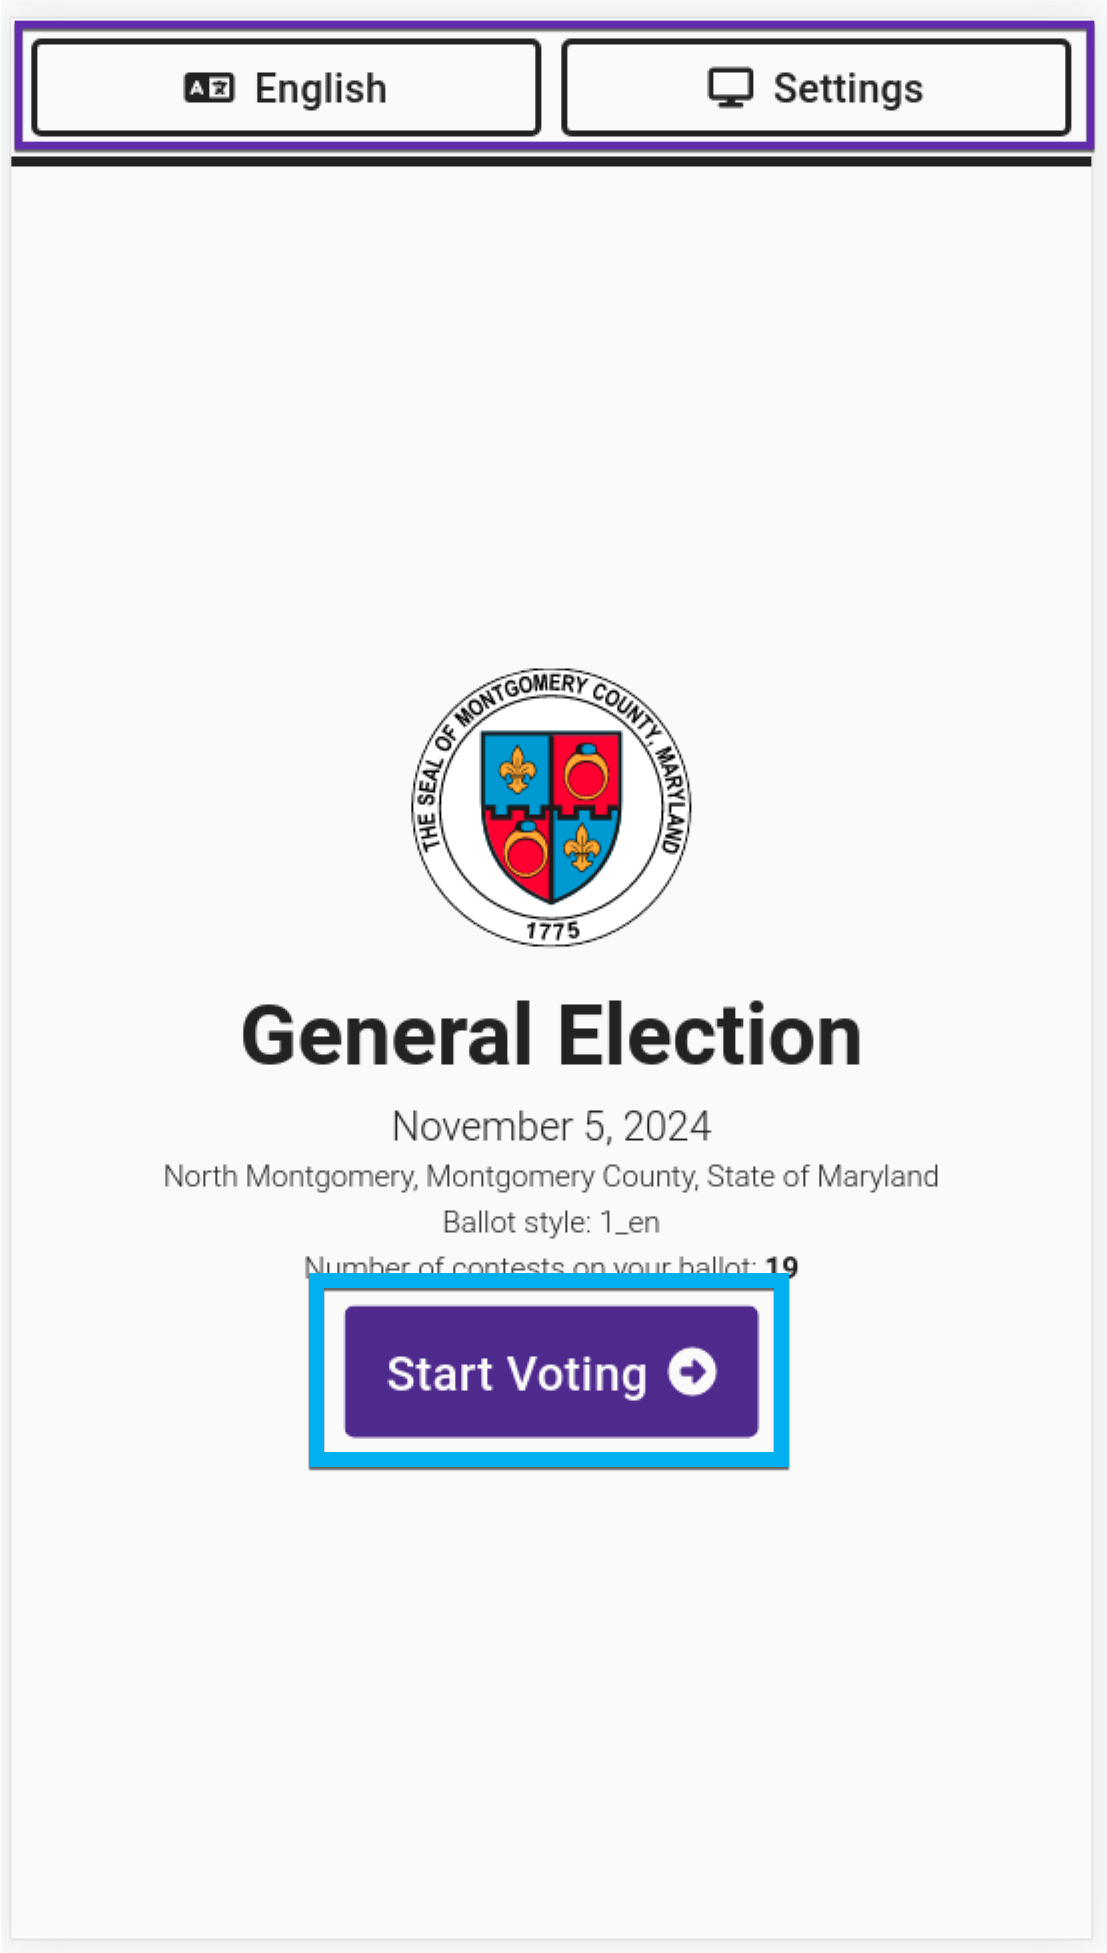 English
Settings
THE SEAL OF MONTGOMERY COUNTY, MARYLAND
1775
General Election
November 5, 2024
North Montgomery, Montgomery County, State of Maryland
Ballot style: 1_en
Number of contests on your ballot: 19
Start Voting